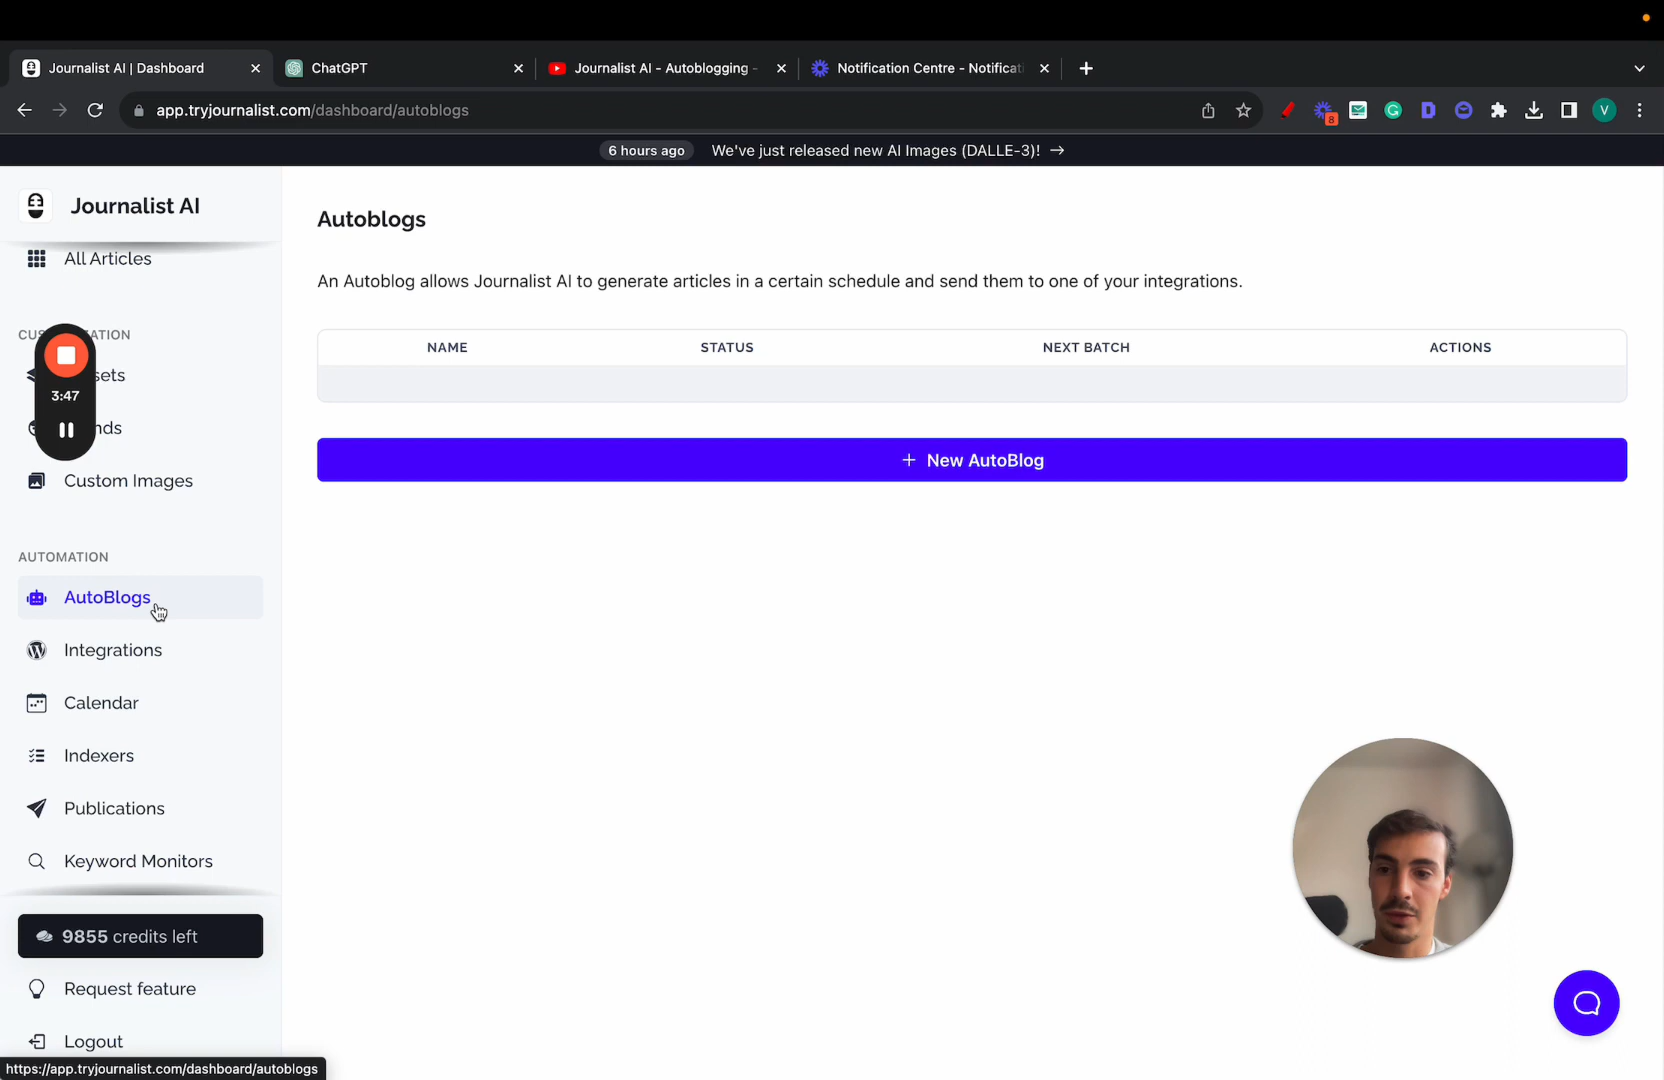 Journalist AI | Dashboard
ChatGPT
Journalist AI - Autoblogging -
Notification Centre - Notificati
app.tryjournalist.com/dashboard/autoblogs
8
G
D
V
6 hours ago We've just released new AI Images (DALLE-3)! →
Journalist AI
All Articles
3:47
Custom Images
AUTOMATION
AutoBlogs
Integrations
Calendar
Indexers
Publications
Keyword Monitors
9855 credits left
Request feature
Logout
https://app.tryjournalist.com/dashboard/autoblogs
Autoblogs
An Autoblog allows Journalist AI to generate articles in a certain schedule and send them to one of your integrations.
NAME STATUS NEXT BATCH ACTIONS
+ New AutoBlog